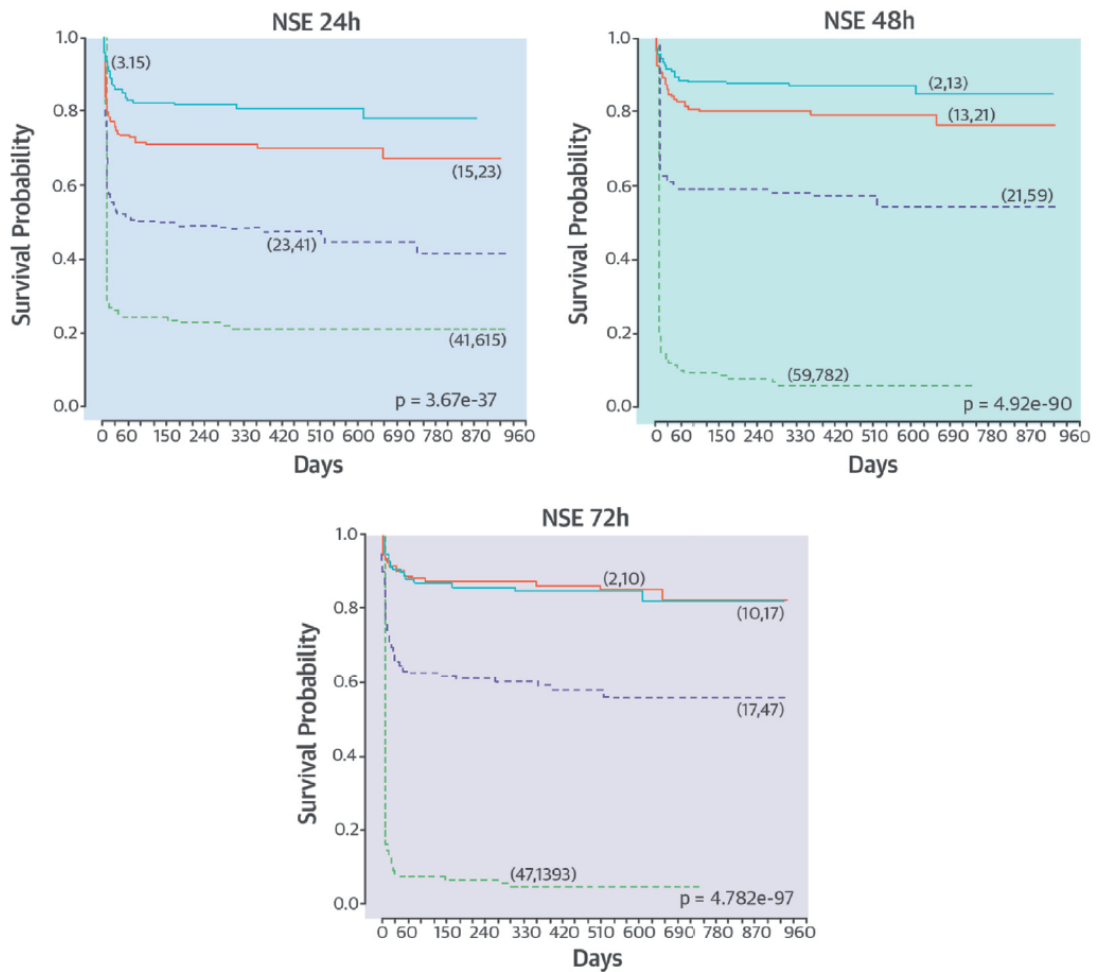 NSE 24h
Survival Probability
1.0
0.8
0.6
0.4
0.2
0.0
(3.15)
(15,23)
(23,41)
(41,615)
p = 3.67e-37
0 60 150 240 330 420 510 600 690 780 870 960
Days
NSE 48h
Survival Probability
1.0
0.8
0.6
0.4
0.2
0.0
(2,13)
(13,21)
(21,59)
(59,782)
p = 4.92e-90
0 60 150 240 330 420 510 600 690 780 870 960
Days
NSE 72h
Survival Probability
1.0
0.8
0.6
0.4
0.2
0.0
(2,10)
(10,17)
(17,47)
(47,1393)
p = 4.782e-97
0 60 150 240 330 420 510 600 690 780 870 960
Days